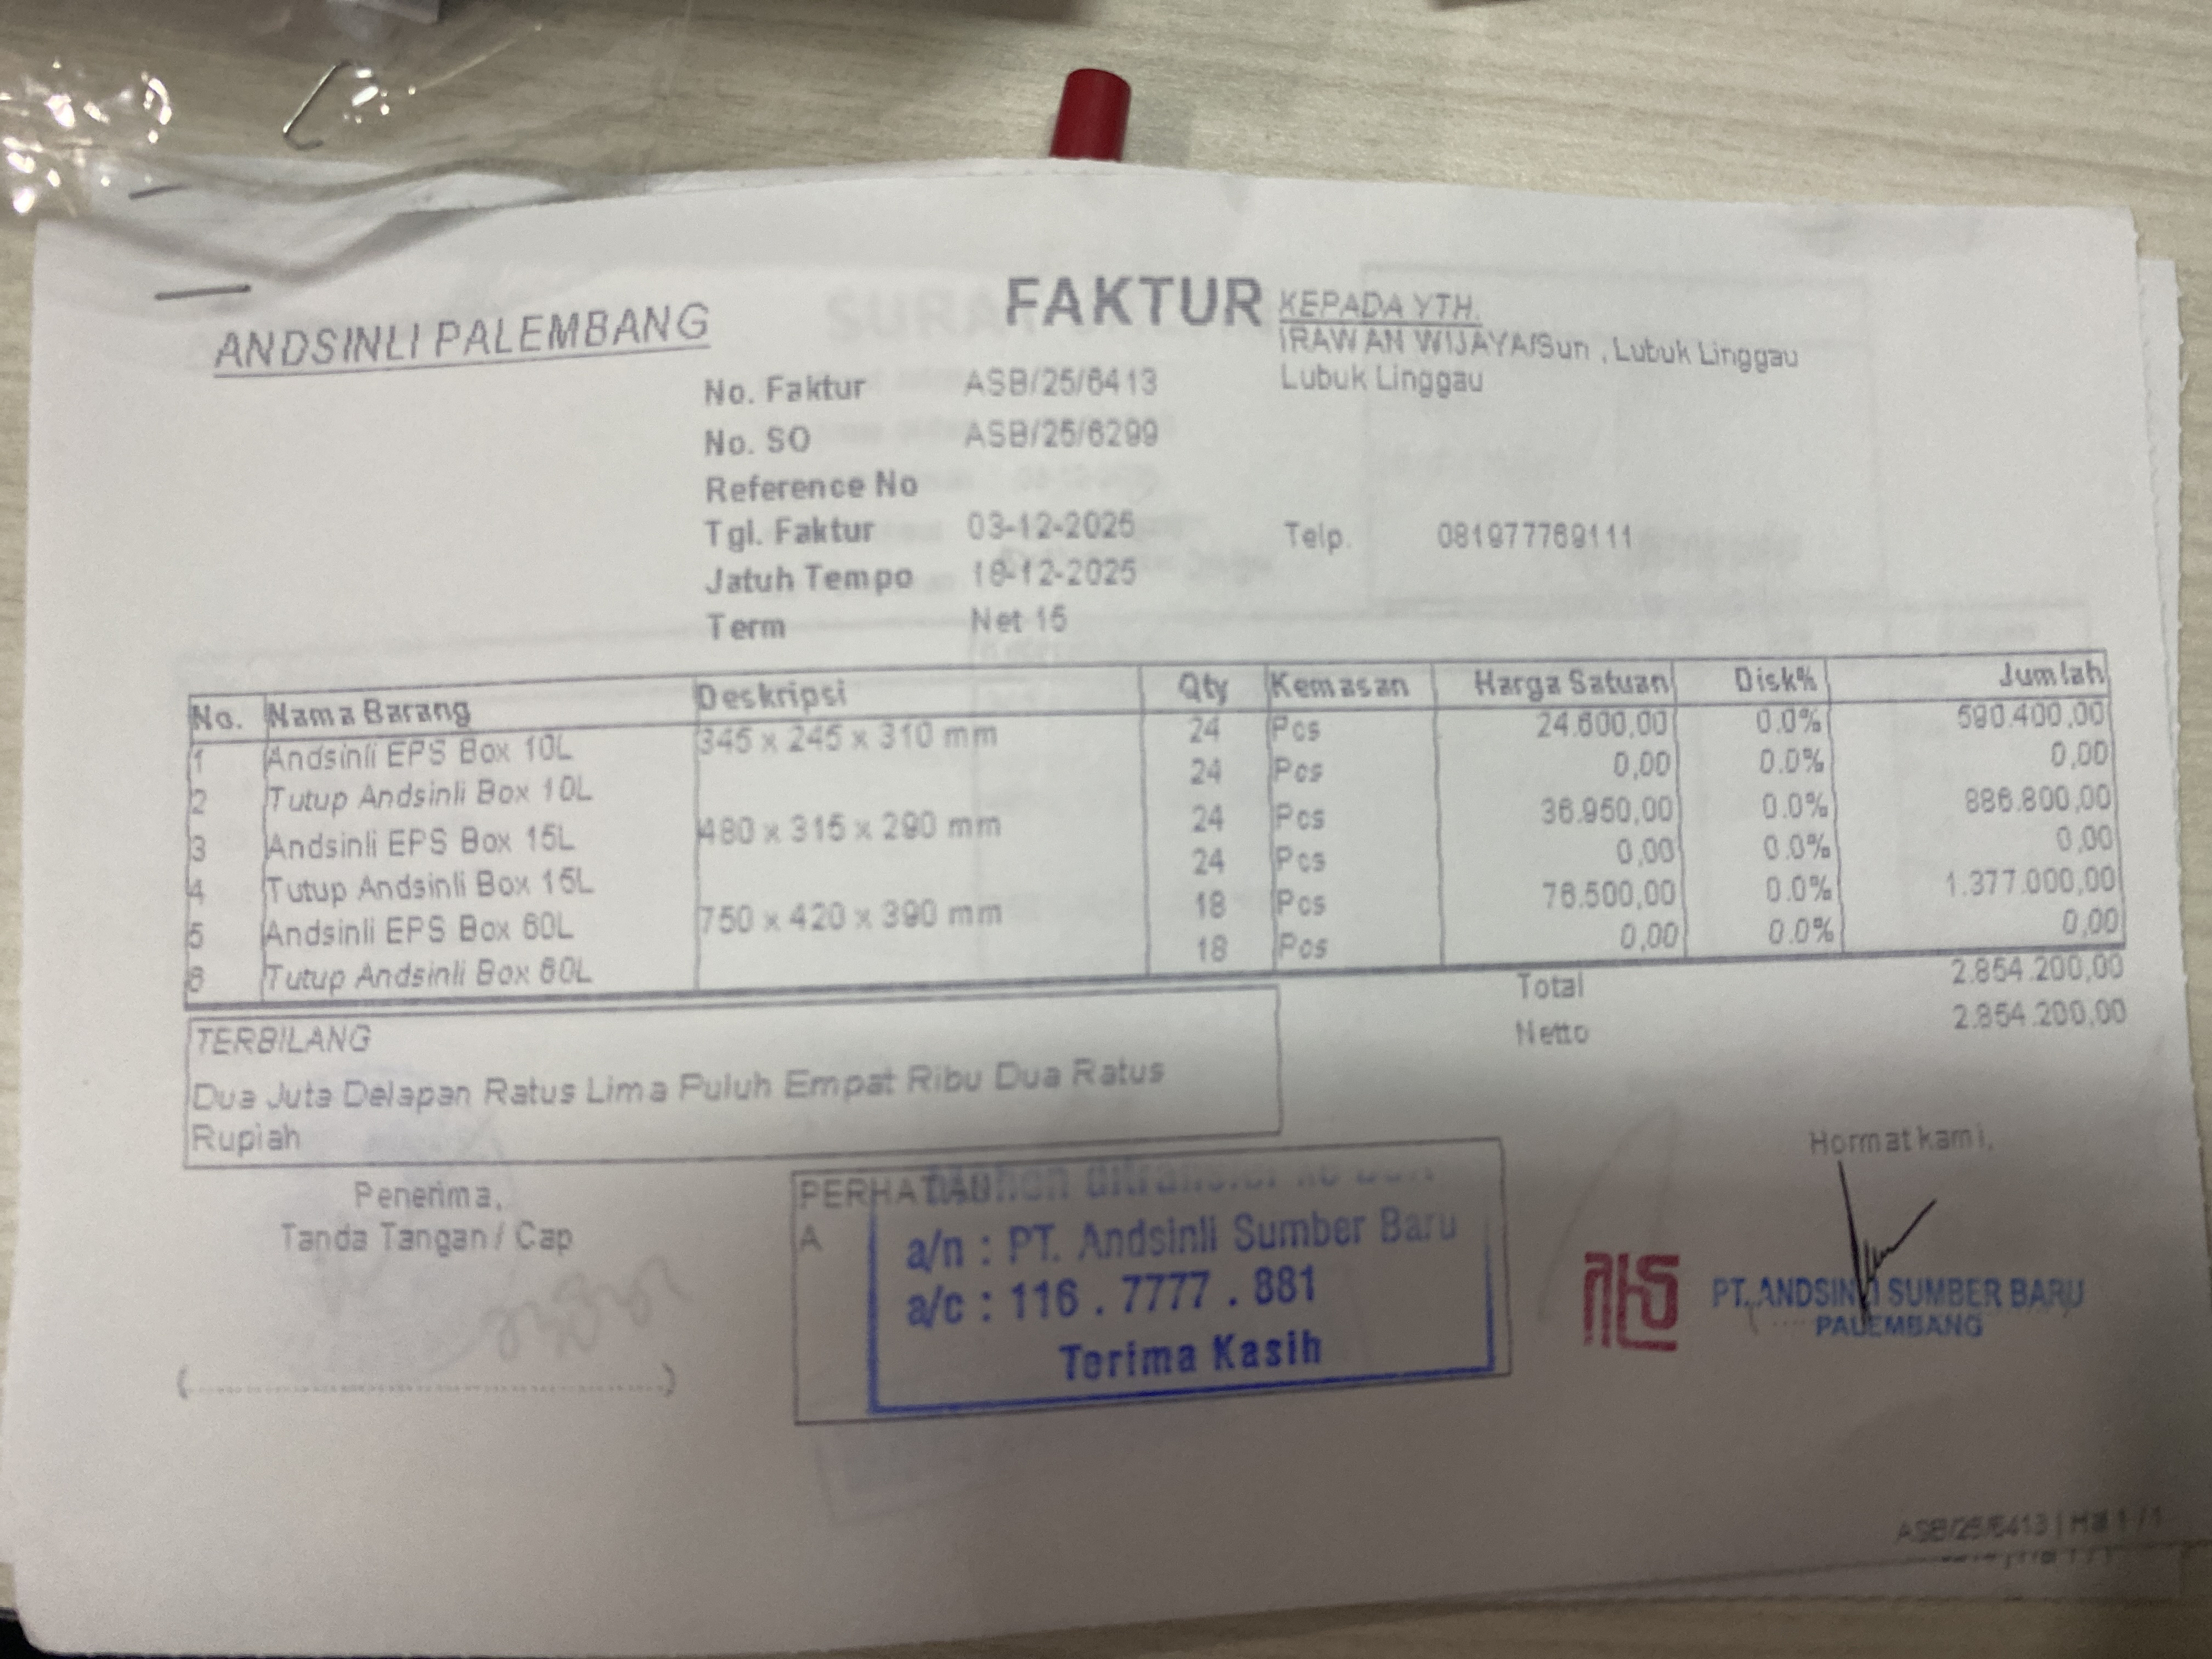 ANDSINLI PALEMBANG
FAKTUR
KEPADA YTH.
IRAWAN WIJAYA/Sun , Lubuk Linggau
Lubuk Linggau
No. Faktur ASB/25/6413
No. SO ASB/25/6299
Reference No
Tgl. Faktur 03-12-2025
Telp. 081977769111
Jatuh Tempo 18-12-2025
Term Net 15
No. Nama Barang Deskripsi Qty Kemasan Harga Satuan Disk% Jumlah
1 Andsinli EPS Box 10L 345 x 245 x 310 mm 24 Pcs 24.600,00 0.0% 590.400,00
2 Tutup Andsinli Box 10L 24 Pcs 0,00 0.0% 0,00
3 Andsinli EPS Box 15L 480 x 315 x 290 mm 24 Pcs 36.950,00 0.0% 886.800,00
4 Tutup Andsinli Box 15L 24 Pcs 0,00 0.0% 0,00
5 Andsinli EPS Box 60L 750 x 420 x 390 mm 18 Pcs 76.500,00 0.0% 1.377.000,00
6 Tutup Andsinli Box 60L 18 Pcs 0,00 0.0% 0,00
Total 2.854.200,00
Netto 2.854.200,00
TERBILANG
Dua Juta Delapan Ratus Lima Puluh Empat Ribu Dua Ratus
Rupiah
Penerima,
Tanda Tangan / Cap
PERHATIAN
A
ditransfer ke
a/n : PT. Andsinli Sumber Baru
a/c : 116 . 7777 . 881
Terima Kasih
Hormat kami,
PT. ANDSINLI SUMBER BARU
PALEMBANG
ASB/25/6413 | Hal 1 / 1